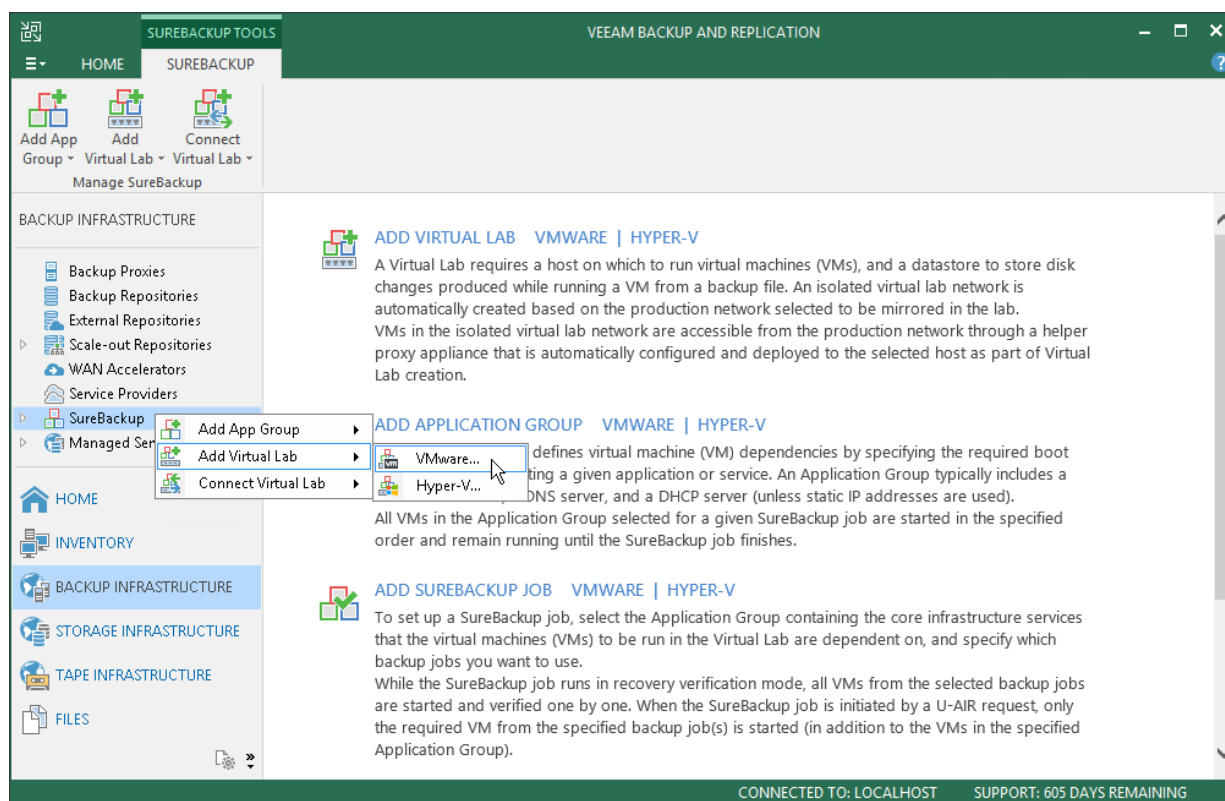 SUREBACKUP TOOLS
VEEAM BACKUP AND REPLICATION
HOME
SUREBACKUP
?
Add App
Group
Add
Virtual Lab
Connect
Virtual Lab
Manage SureBackup
BACKUP INFRASTRUCTURE
Backup Proxies
Backup Repositories
External Repositories
Scale-out Repositories
WAN Accelerators
Service Providers
SureBackup
Managed Ser
Add App Group
Add Virtual Lab
Connect Virtual Lab
VMware...
Hyper-V...
HOME
INVENTORY
BACKUP INFRASTRUCTURE
STORAGE INFRASTRUCTURE
TAPE INFRASTRUCTURE
FILES
ADD VIRTUAL LAB VMWARE | HYPER-V
A Virtual Lab requires a host on which to run virtual machines (VMs), and a datastore to store disk
changes produced while running a VM from a backup file. An isolated virtual lab network is
automatically created based on the production network selected to be mirrored in the lab.
VMs in the isolated virtual lab network are accessible from the production network through a helper
proxy appliance that is automatically configured and deployed to the selected host as part of Virtual
Lab creation.
ADD APPLICATION GROUP VMWARE | HYPER-V
defines virtual machine (VM) dependencies by specifying the required boot
ting a given application or service. An Application Group typically includes a
DNS server, and a DHCP server (unless static IP addresses are used).
All VMs in the Application Group selected for a given SureBackup job are started in the specified
order and remain running until the SureBackup job finishes.
ADD SUREBACKUP JOB VMWARE | HYPER-V
To set up a SureBackup job, select the Application Group containing the core infrastructure services
that the virtual machines (VMs) to be run in the Virtual Lab are dependent on, and specify which
backup jobs you want to use.
While the SureBackup job runs in recovery verification mode, all VMs from the selected backup jobs
are started and verified one by one. When the SureBackup job is initiated by a U-AIR request, only
the required VM from the specified backup job(s) is started (in addition to the VMs in the specified
Application Group).
CONNECTED TO: LOCALHOST
SUPPORT: 605 DAYS REMAINING